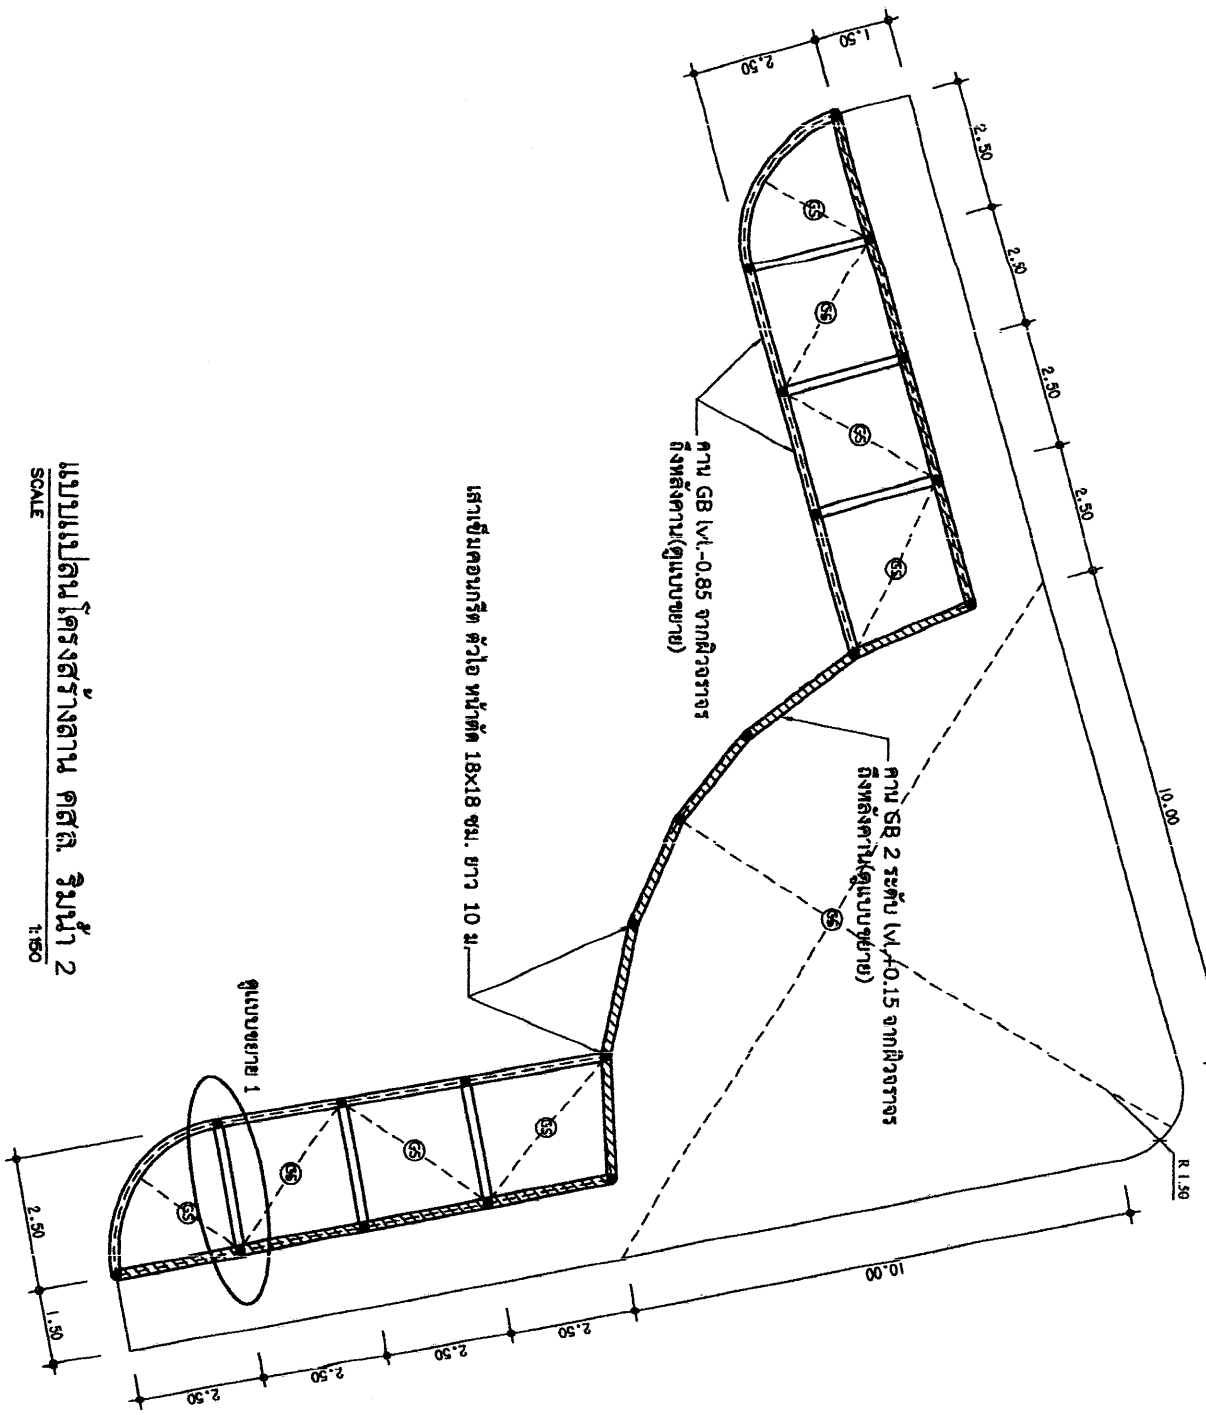 แบบแปลนโครงสร้างลาน คสล. ริมน้ำ 2
SCALE 1:150
คาน GB lvl.-0.85 จากผิวจราจร
ถึงหลังคาน(ดูแบบขยาย)
คาน GB 2 ระดับ lvl.+0.15 จากผิวจราจร
ถึงหลังคาน(ดูแบบขยาย)
เสาเข็มคอนกรีต ตัวไอ หน้าตัด 18x18 ซม. ยาว 10 ม.
ดูแบบขยาย 1
2.50
1.50
2.50
2.50
2.50
2.50
10.00
R 1.50
10.00
2.50
2.50
2.50
2.50
2.50
1.50
GS
GS
GS
GS
GS
GS
GS
GS
GS